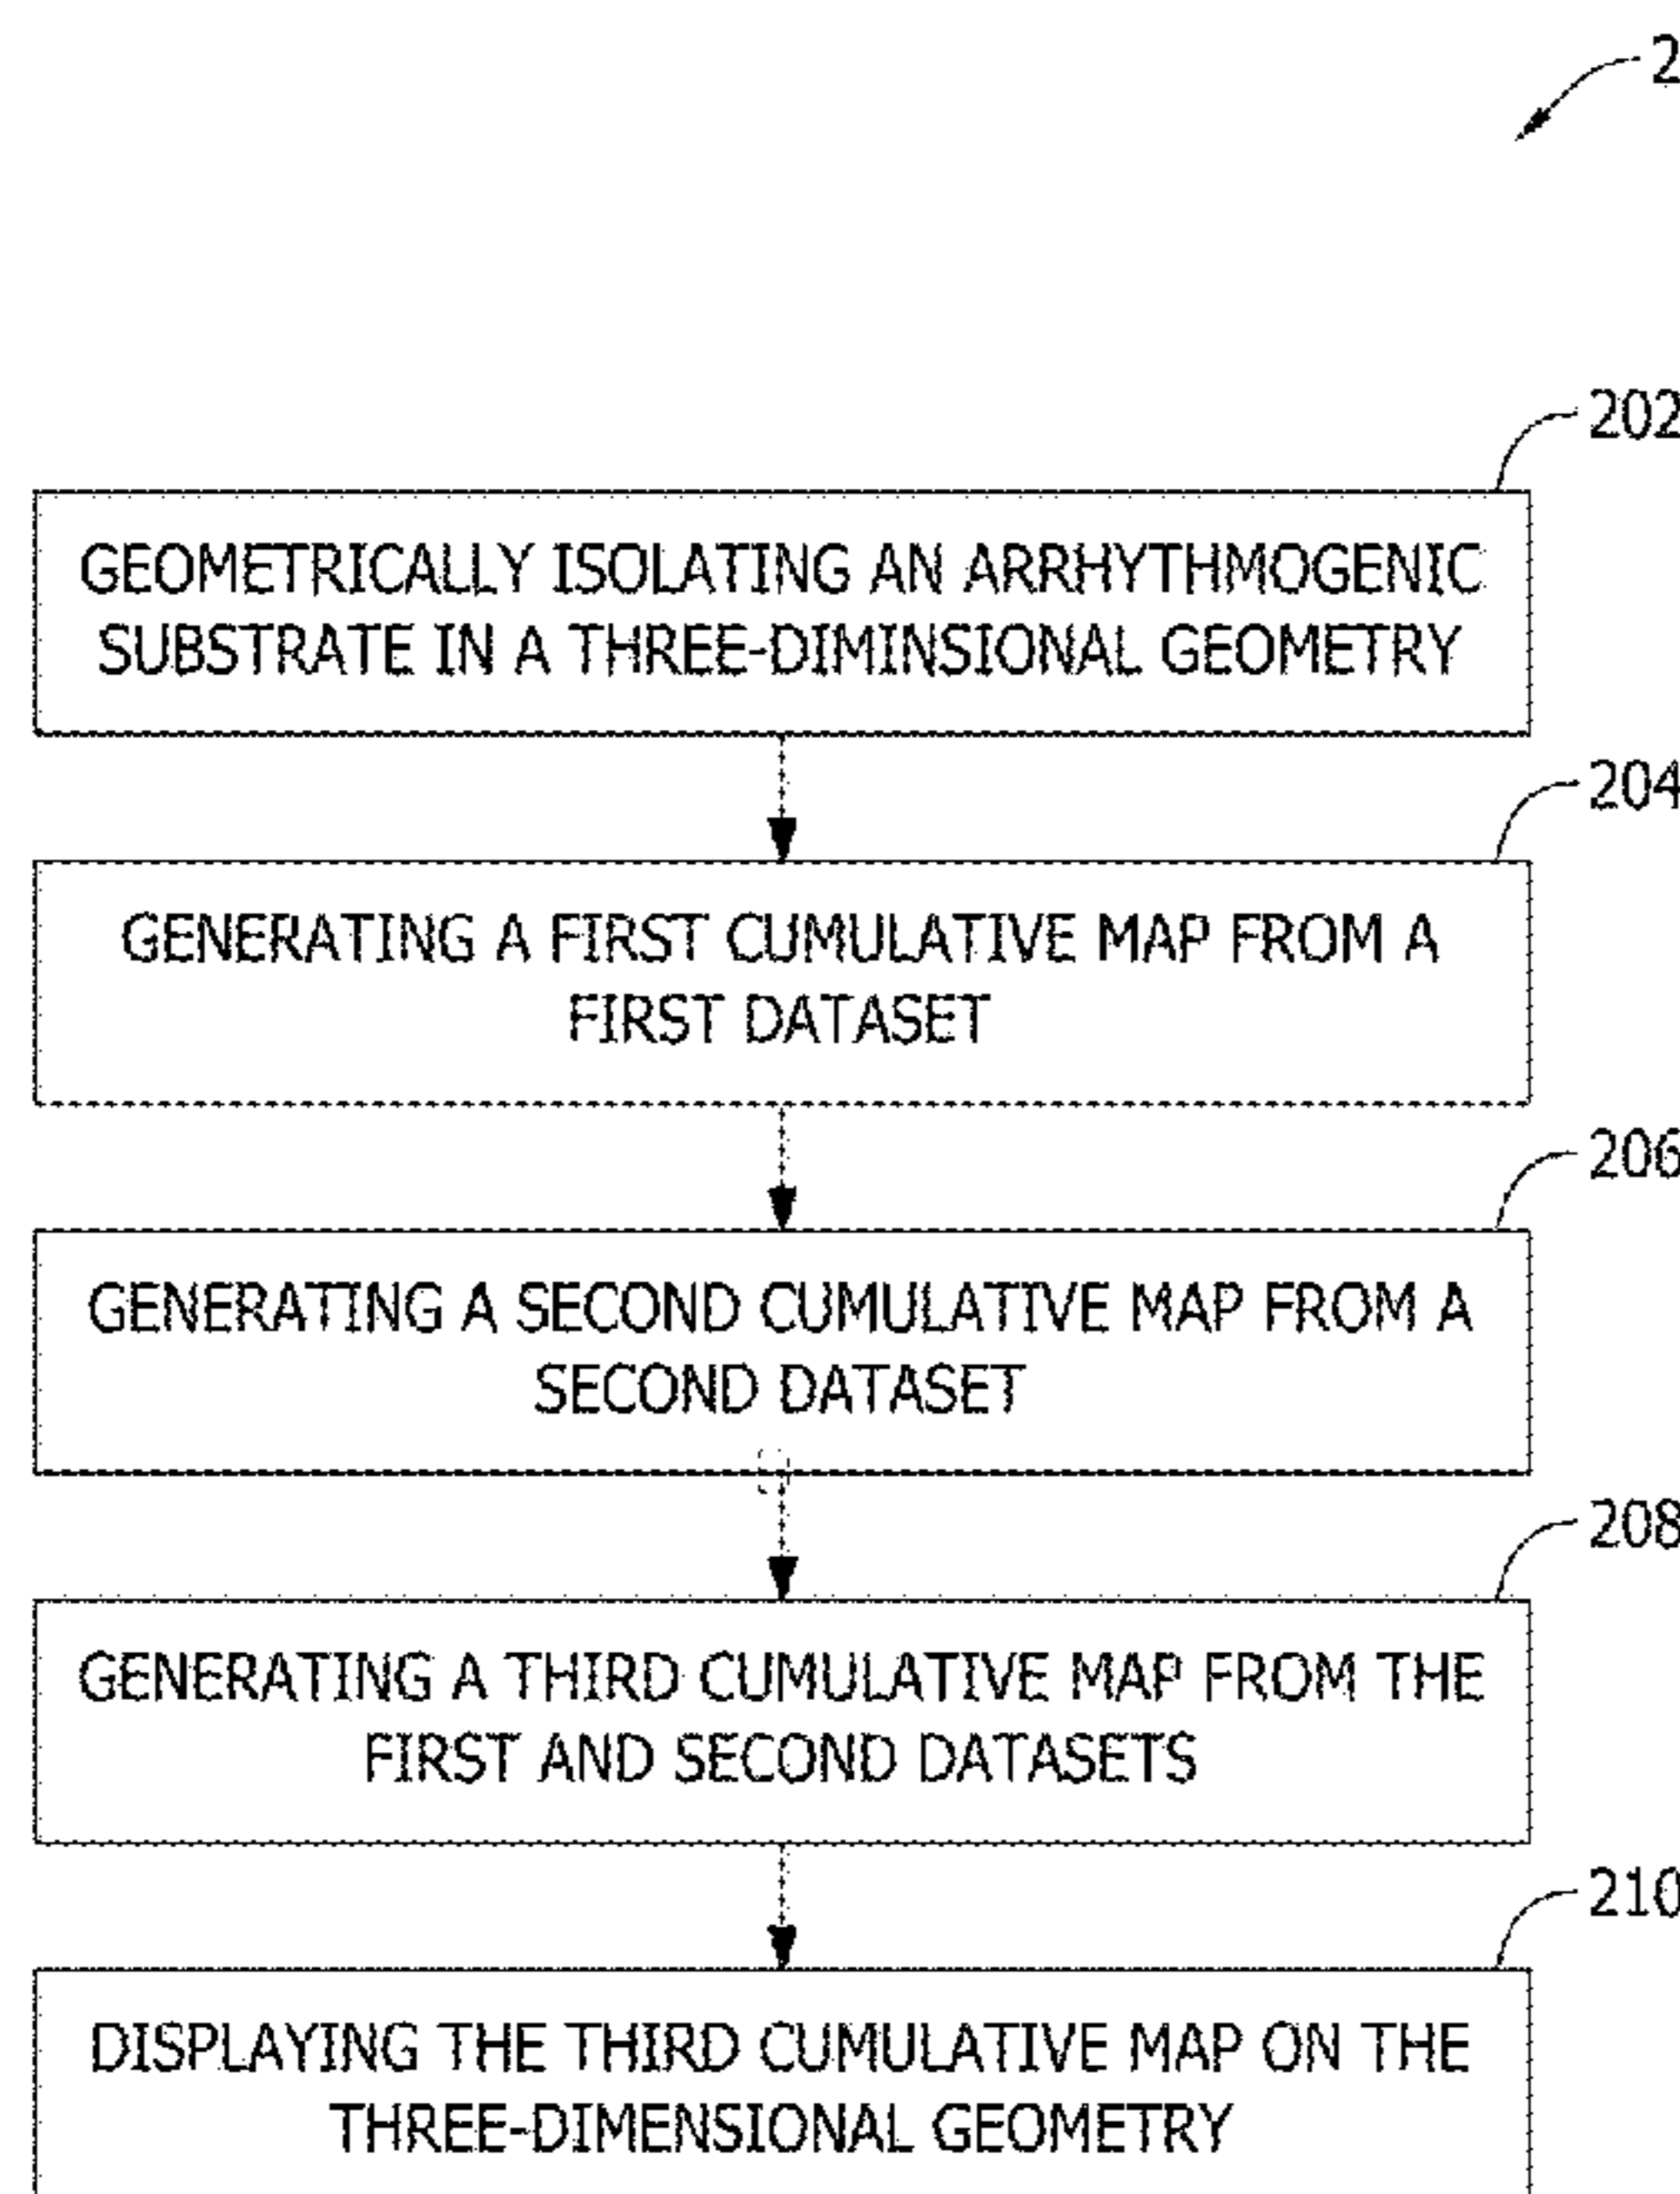 2
202
GEOMETRICALLY ISOLATING AN ARRHYTHMOGENIC
SUBSTRATE IN A THREE-DIMINSIONAL GEOMETRY
204
GENERATING A FIRST CUMULATIVE MAP FROM A
FIRST DATASET
206
GENERATING A SECOND CUMULATIVE MAP FROM A
SECOND DATASET
208
GENERATING A THIRD CUMULATIVE MAP FROM THE
FIRST AND SECOND DATASETS
210
DISPLAYING THE THIRD CUMULATIVE MAP ON THE
THREE-DIMENSIONAL GEOMETRY